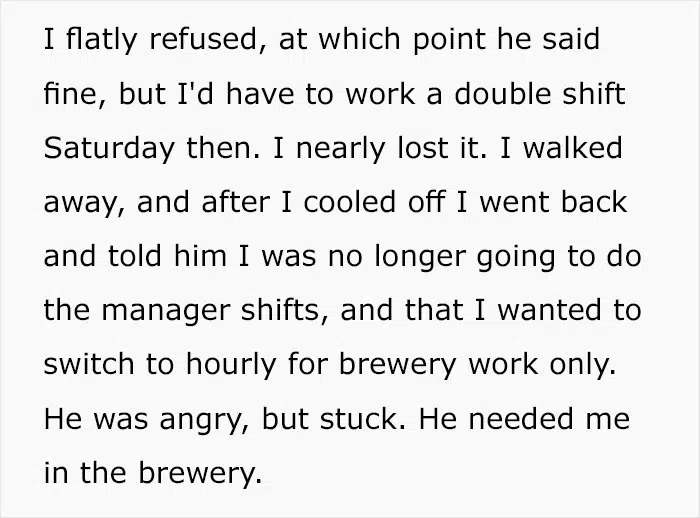 I flatly refused, at which point he said
fine, but I'd have to work a double shift
Saturday then. I nearly lost it. I walked
away, and after I cooled off I went back
and told him I was no longer going to do
the manager shifts, and that I wanted to
switch to hourly for brewery work only.
He was angry, but stuck. He needed me
in the brewery.